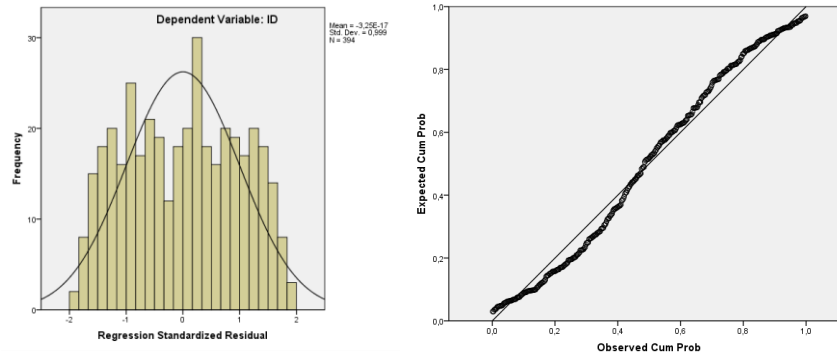 Dependent Variable: ID
Mean = -3,25E-17
Std. Dev. = 0,999
N = 394
30
20
10
0
Frequency
-2 -1 0 1 2
Regression Standardized Residual
1,0
0,8
0,6
0,4
0,2
0,0
Expected Cum Prob
0,0 0,2 0,4 0,6 0,8 1,0
Observed Cum Prob